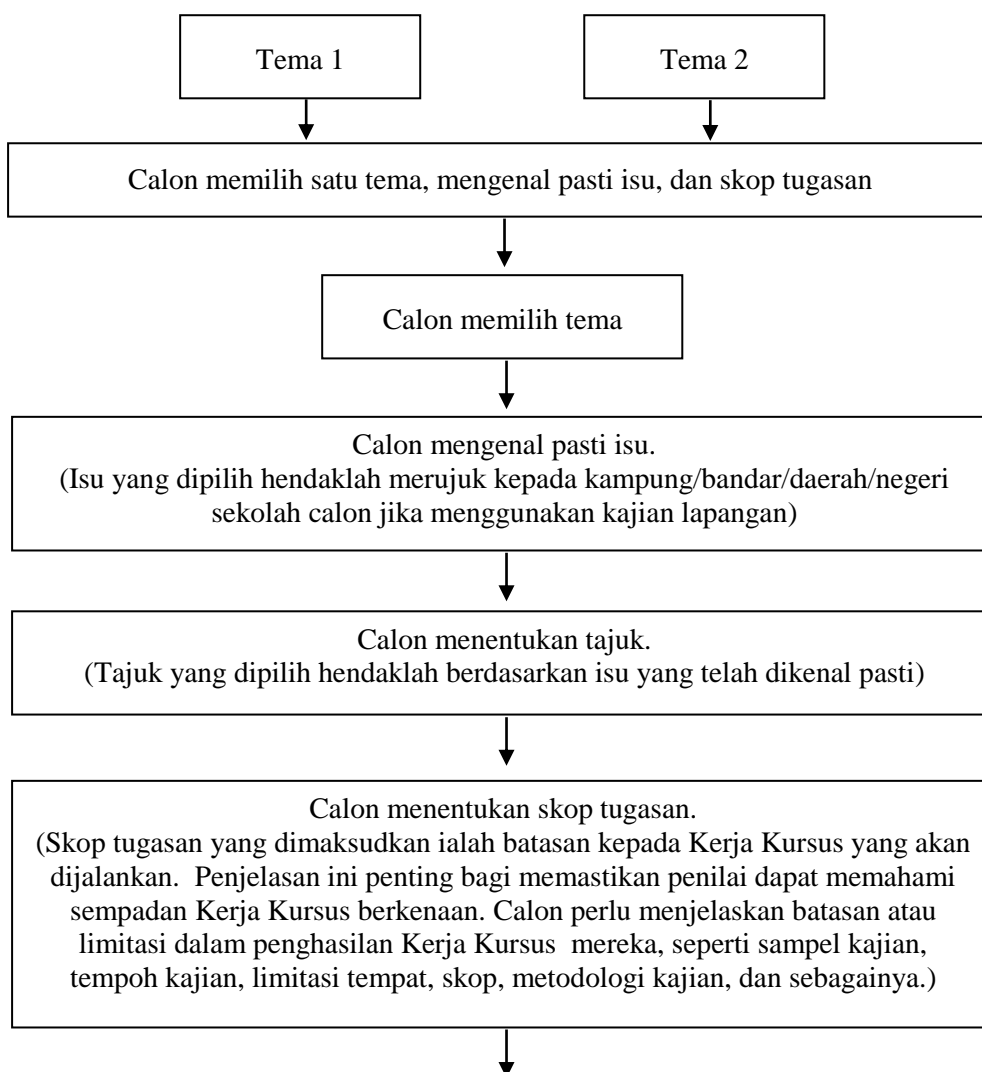 Tema 1
Tema 2
Calon memilih satu tema, mengenal pasti isu, dan skop tugasan
Calon memilih tema
Calon mengenal pasti isu.
(Isu yang dipilih hendaklah merujuk kepada kampung/bandar/daerah/negeri
sekolah calon jika menggunakan kajian lapangan)
Calon menentukan tajuk.
(Tajuk yang dipilih hendaklah berdasarkan isu yang telah dikenal pasti)
Calon menentukan skop tugasan.
(Skop tugasan yang dimaksudkan ialah batasan kepada Kerja Kursus yang akan
dijalankan. Penjelasan ini penting bagi memastikan penilai dapat memahami
sempadan Kerja Kursus berkenaan. Calon perlu menjelaskan batasan atau
limitasi dalam penghasilan Kerja Kursus mereka, seperti sampel kajian,
tempoh kajian, limitasi tempat, skop, metodologi kajian, dan sebagainya.)